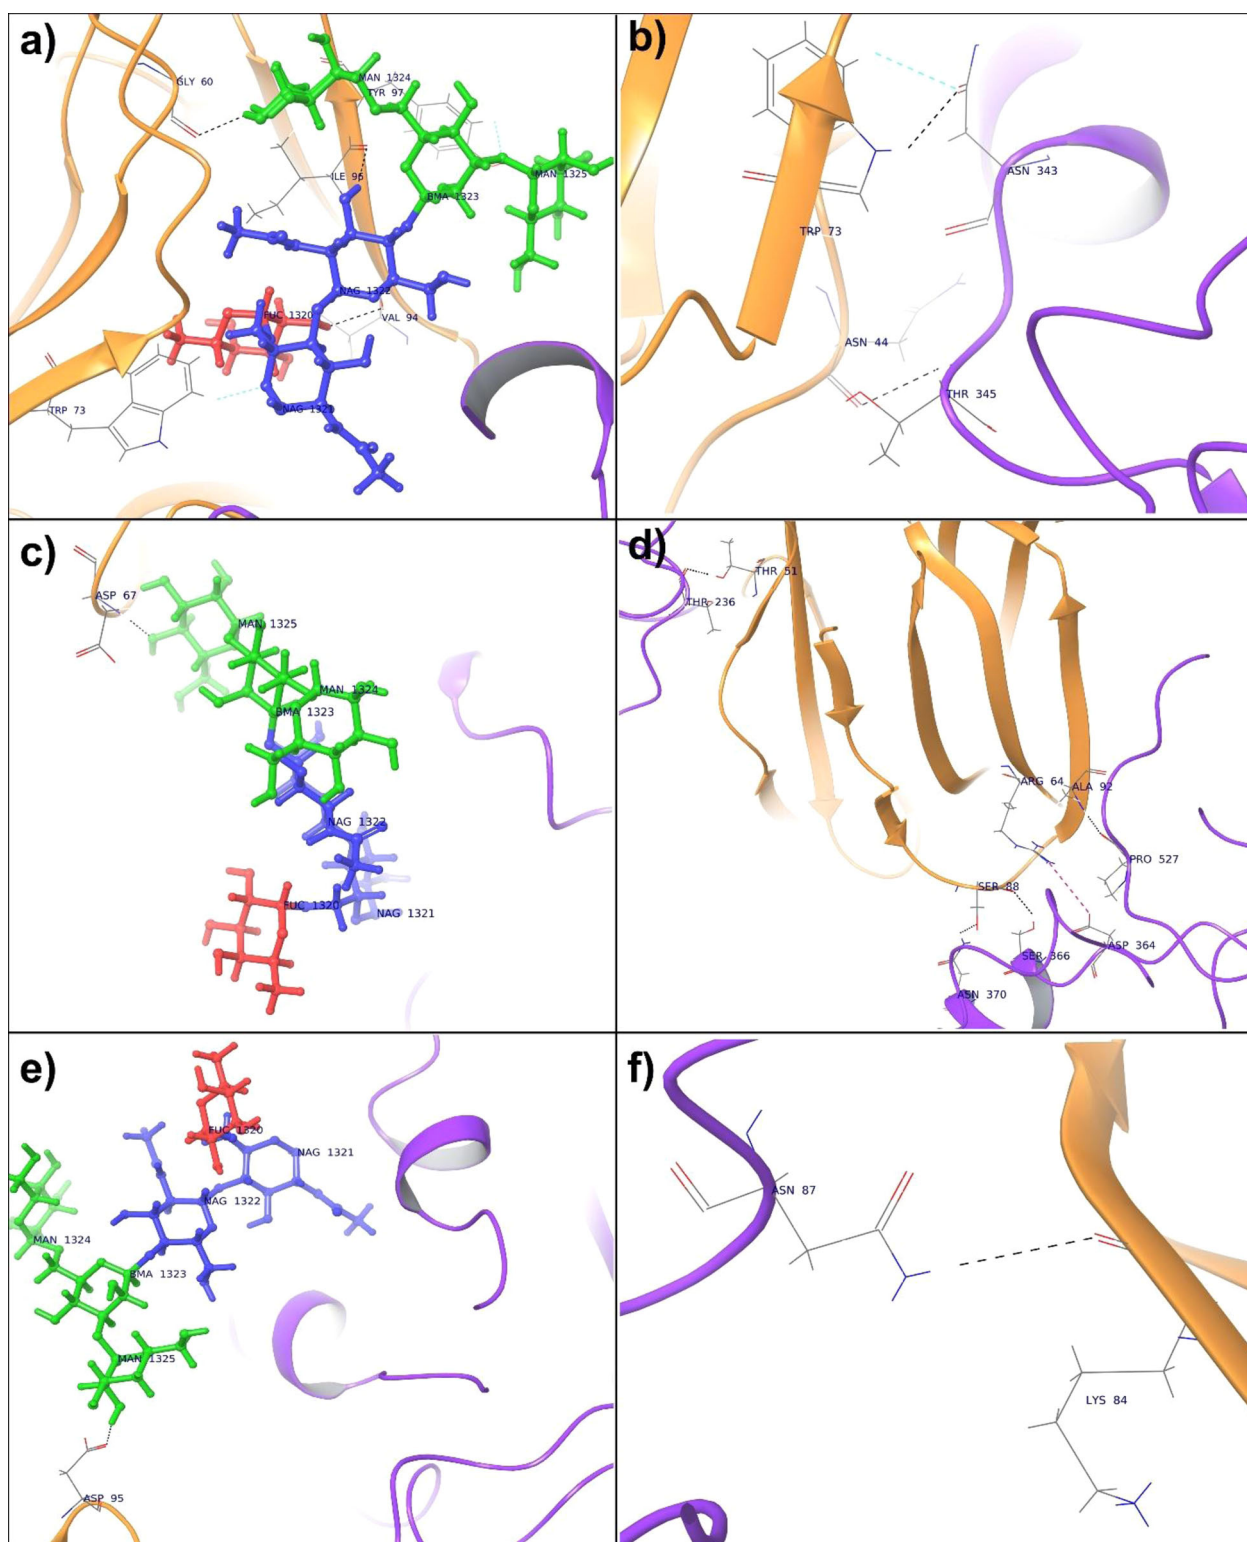 a)
GLY 60
MAN 1324
TYR 97
ILE 96
MAN 1325
BMA 1323
NAG 1322
FUC 1320
VAL 94
TRP 73
NAG 1321
b)
ASN 343
TRP 73
ASN 44
THR 345
c)
ASP 67
MAN 1325
MAN 1324
BMA 1323
NAG 1322
FUC 1320
NAG 1321
d)
THR 51
THR 236
ARG 64
ALA 92
PRO 527
SER 88
ASP 364
SER 366
ASN 370
e)
FUC 1320
NAG 1321
NAG 1322
MAN 1324
BMA 1323
MAN 1325
ASP 95
f)
ASN 87
LYS 84